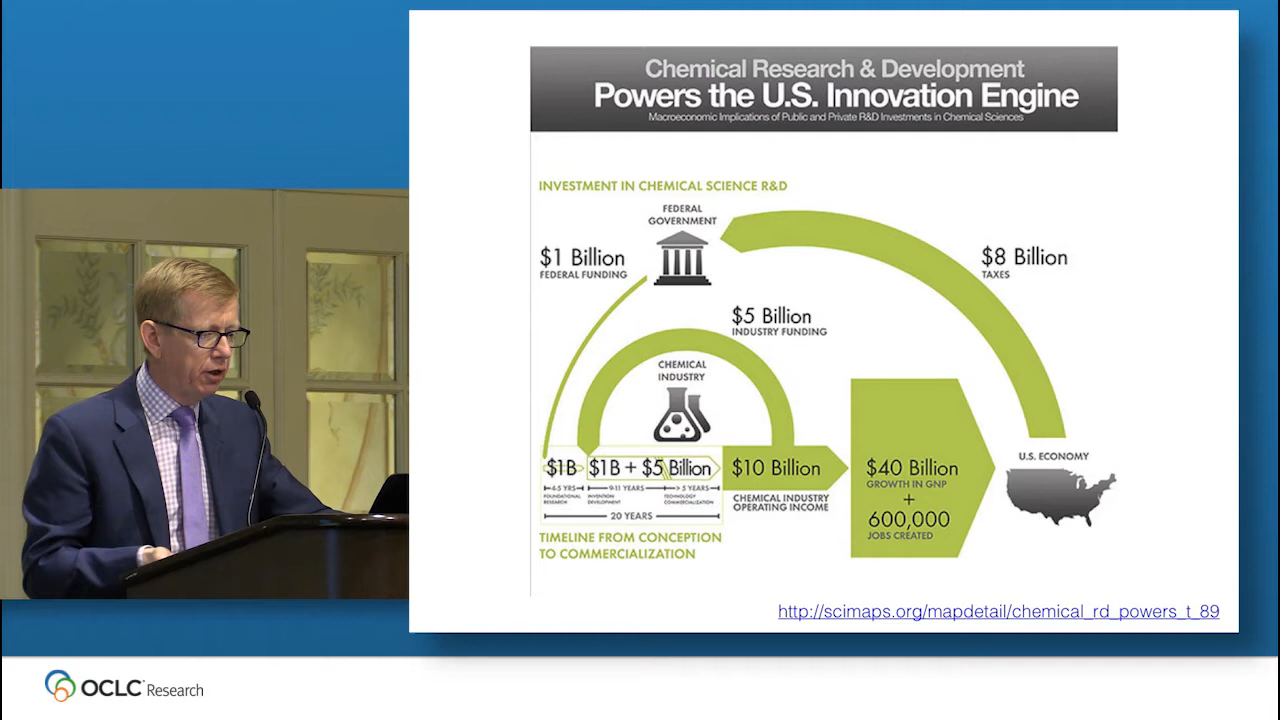 Chemical Research & Development
Powers the U.S. Innovation Engine
Macroeconomic Implications of Public and Private R&D Investments in Chemical Sciences
INVESTMENT IN CHEMICAL SCIENCE R&D
FEDERAL
GOVERNMENT
$1 Billion
FEDERAL FUNDING
$8 Billion
TAXES
$5 Billion
INDUSTRY FUNDING
CHEMICAL
INDUSTRY
$1B
$1B + $5 Billion
4-5 YRS
9-11 YEARS
> 5 YEARS
FOUNDATIONAL
RESEARCH
INVENTION
DEVELOPMENT
TECHNOLOGY
COMMERCIALIZATION
20 YEARS
TIMELINE FROM CONCEPTION
TO COMMERCIALIZATION
$10 Billion
CHEMICAL INDUSTRY
OPERATING INCOME
$40 Billion
GROWTH IN GNP
+
600,000
JOBS CREATED
U.S. ECONOMY
http://scimaps.org/mapdetail/chemical_rd_powers_t_89
OCLC Research